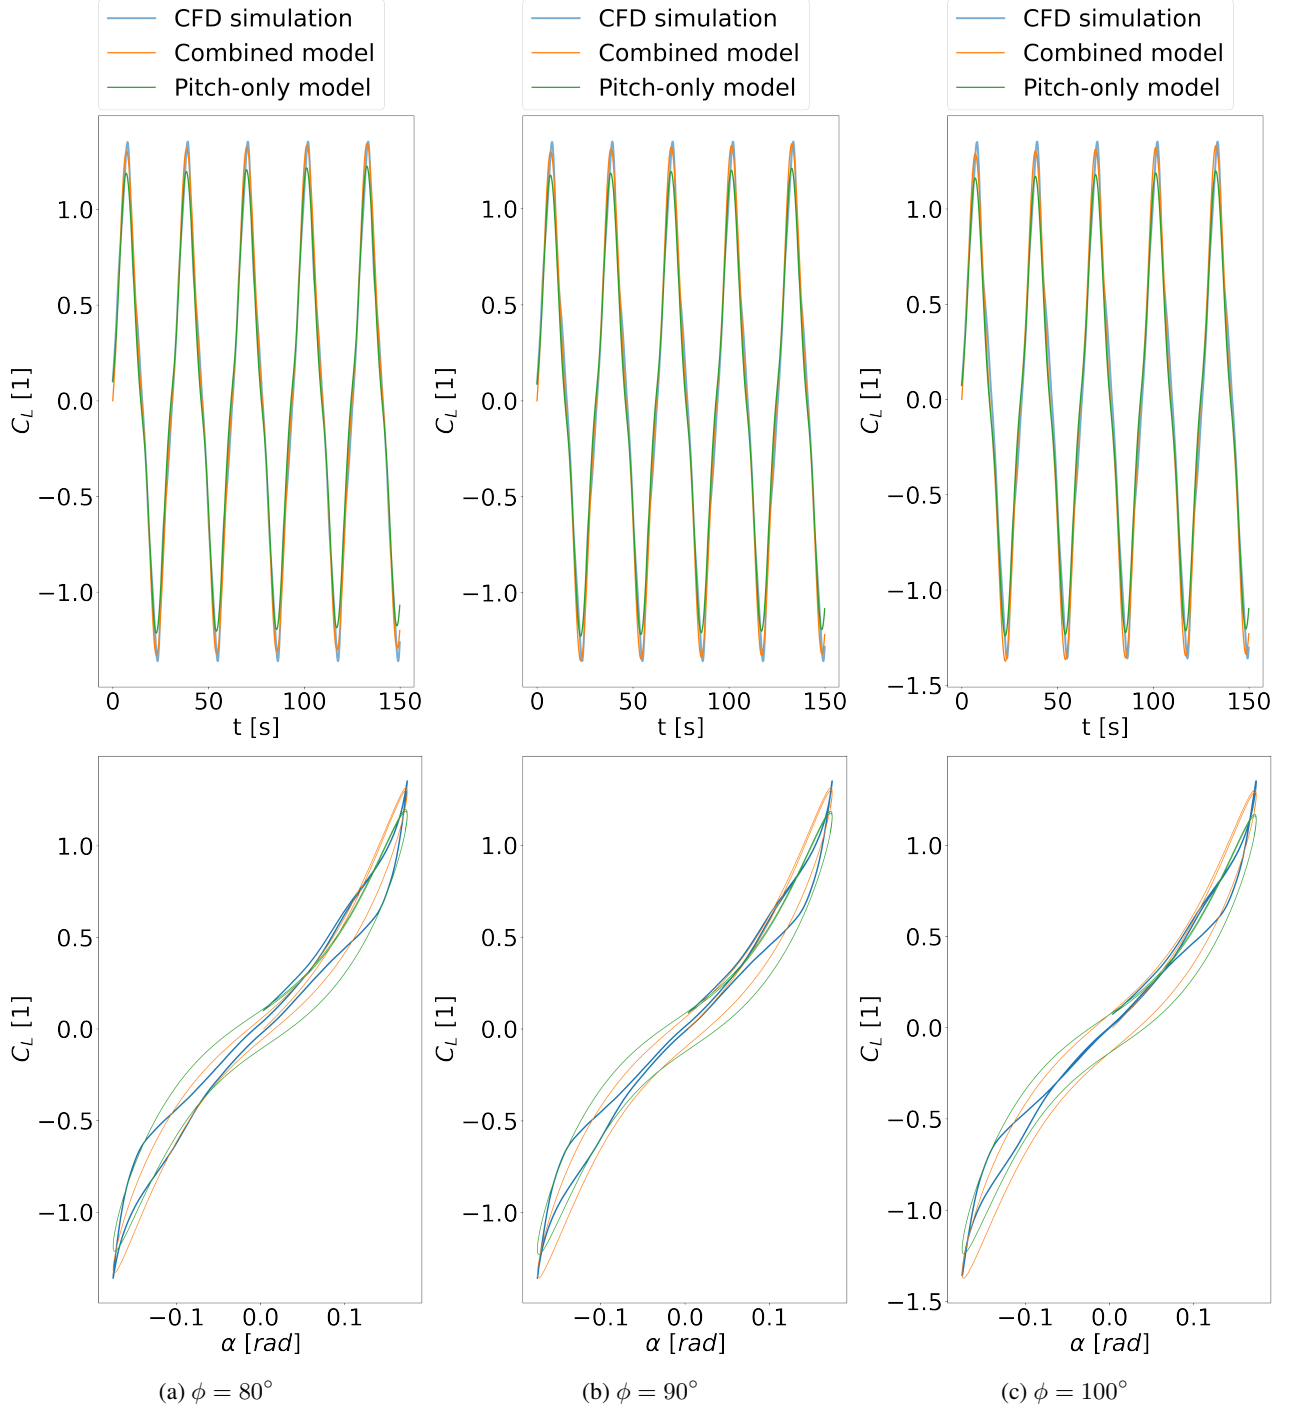 CFD simulation
Combined model
Pitch-only model
1.0
0.5
0.0
−0.5
−1.0
C_L [1]
0 50 100 150
t [s]
CFD simulation
Combined model
Pitch-only model
1.0
0.5
0.0
−0.5
−1.0
C_L [1]
0 50 100 150
t [s]
CFD simulation
Combined model
Pitch-only model
1.0
0.5
0.0
−0.5
−1.0
−1.5
C_L [1]
0 50 100 150
t [s]
1.0
0.5
0.0
−0.5
−1.0
C_L [1]
−0.1 0.0 0.1
α [rad]
1.0
0.5
0.0
−0.5
−1.0
C_L [1]
−0.1 0.0 0.1
α [rad]
1.0
0.5
0.0
−0.5
−1.0
−1.5
C_L [1]
−0.1 0.0 0.1
α [rad]
(a) ϕ = 80°
(b) ϕ = 90°
(c) ϕ = 100°